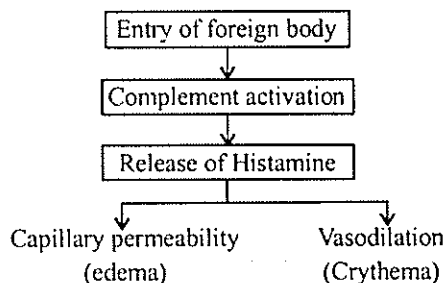 Entry of foreign body
Complement activation
Release of Histamine
Capillary permeability
(edema)
Vasodilation
(Crythema)